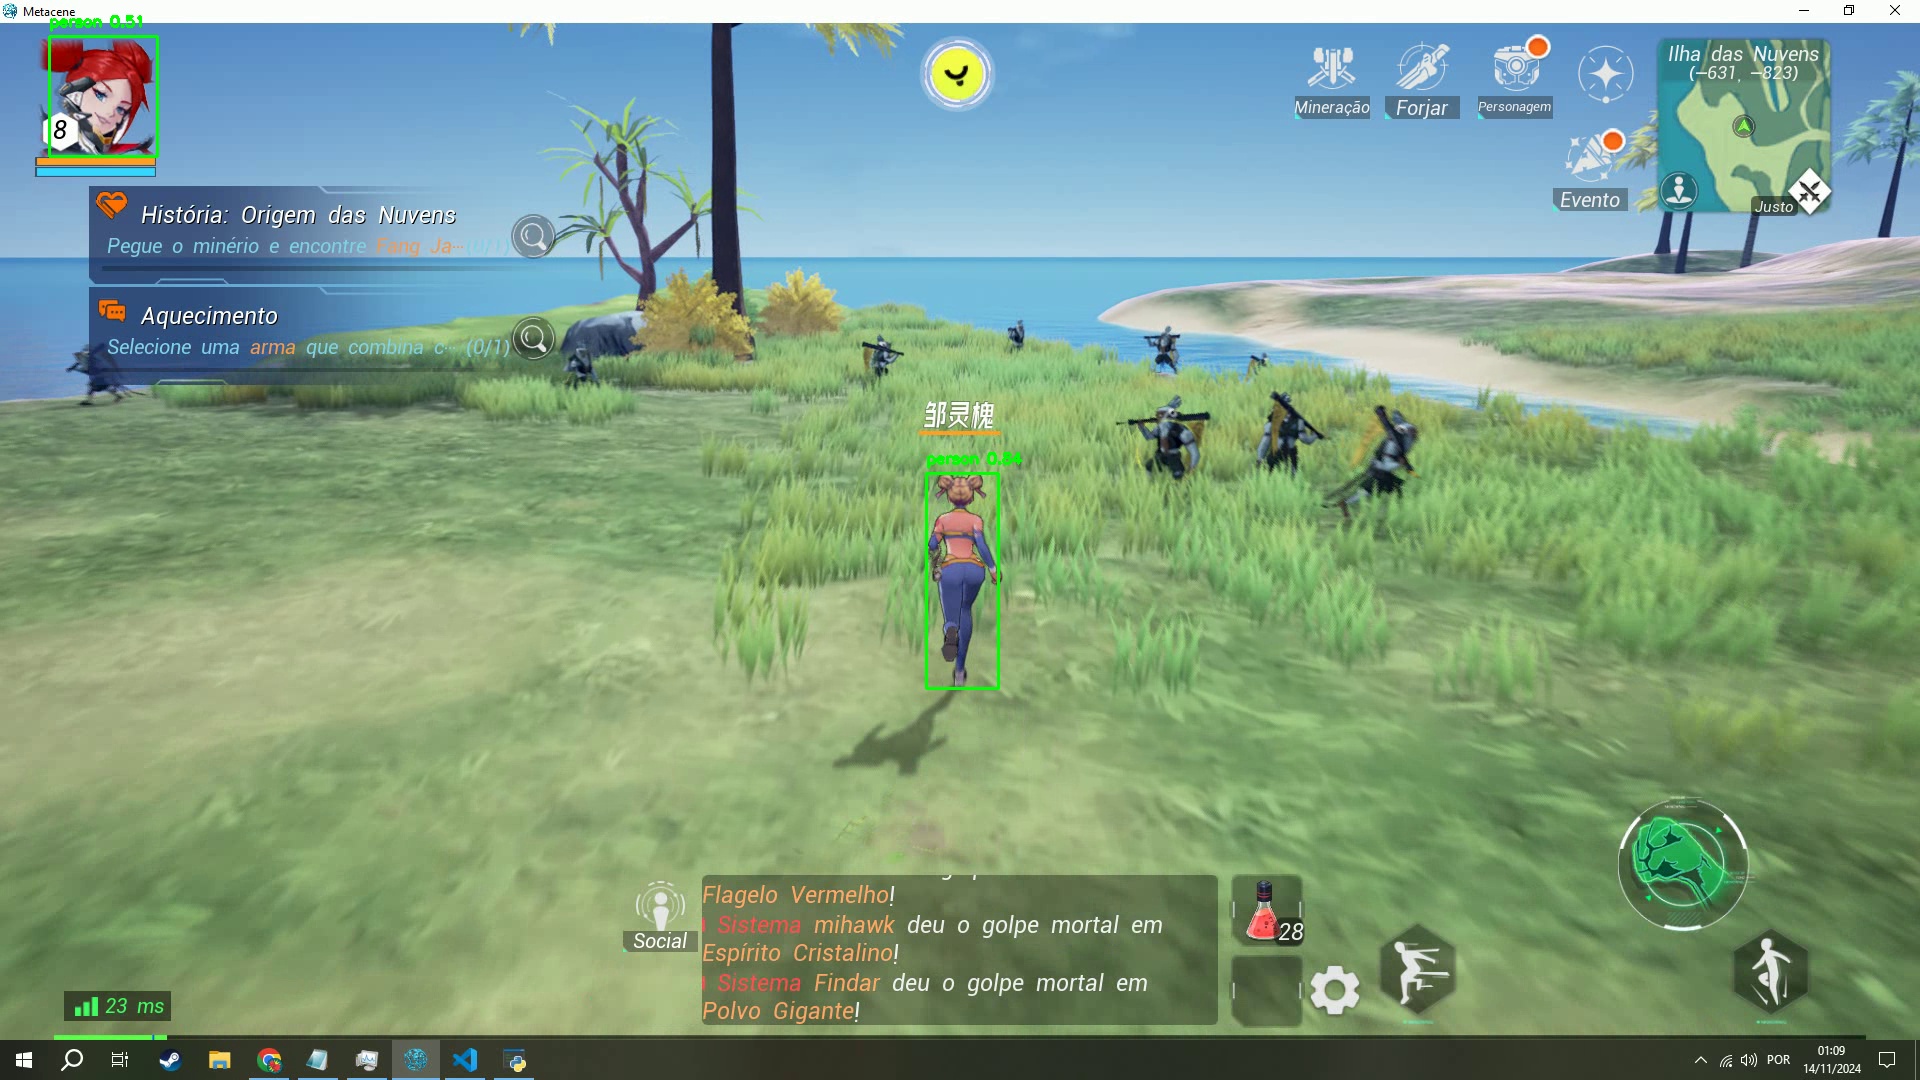 Metacene
person 0.51
8
História: Origem das Nuvens
Pegue o minério e encontre Fang Ja... (0/1)
Aquecimento
Selecione uma arma que combina c... (0/1)
Mineração
Forjar
Personagem
Evento
Ilha das Nuvens
(-631, -823)
Justo
邹灵槐
person 0.84
Social
Flagelo Vermelho!
Sistema mihawk deu o golpe mortal em
Espírito Cristalino!
Sistema Findar deu o golpe mortal em
Polvo Gigante!
28
23 ms
POR
01:09
14/11/2024